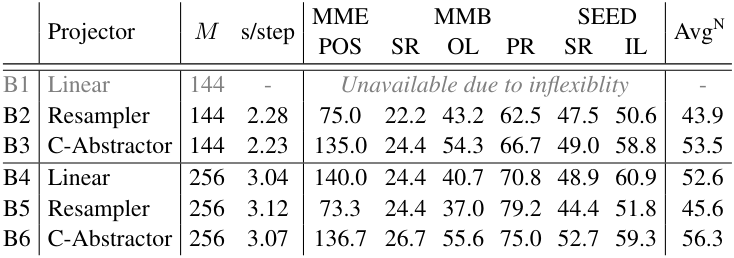 Projector M s/step MME MMB SEED Avg^N
POS SR OL PR SR IL
B1 Linear 144 - Unavailable due to inflexiblity -
B2 Resampler 144 2.28 75.0 22.2 43.2 62.5 47.5 50.6 43.9
B3 C-Abstractor 144 2.23 135.0 24.4 54.3 66.7 49.0 58.8 53.5
B4 Linear 256 3.04 140.0 24.4 40.7 70.8 48.9 60.9 52.6
B5 Resampler 256 3.12 73.3 24.4 37.0 79.2 44.4 51.8 45.6
B6 C-Abstractor 256 3.07 136.7 26.7 55.6 75.0 52.7 59.3 56.3